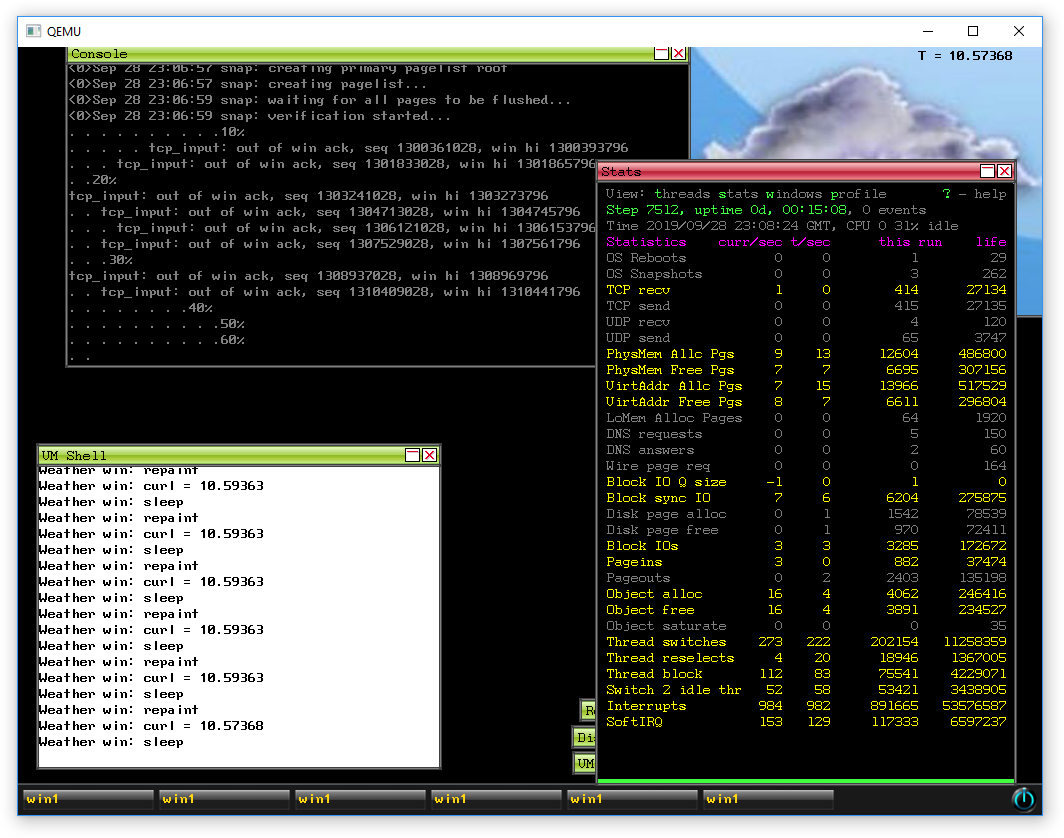 QEMU
T = 10.57368
Console
<0>Sep 28 23:06:57 snap: creating primary pagelist root
<0>Sep 28 23:06:57 snap: creating pagelist...
<0>Sep 28 23:06:59 snap: waiting for all pages to be flushed...
<0>Sep 28 23:06:59 snap: verification started...
. . . . . . . . . .10%
. . . . . tcp_input: out of win ack, seq 1300361028, win hi 1300393796
. . . tcp_input: out of win ack, seq 1301833028, win hi 1301865796
. .20%
tcp_input: out of win ack, seq 1303241028, win hi 1303273796
. . tcp_input: out of win ack, seq 1304713028, win hi 1304745796
. . . tcp_input: out of win ack, seq 1306121028, win hi 1306153796
. . tcp_input: out of win ack, seq 1307529028, win hi 1307561796
. . .30%
tcp_input: out of win ack, seq 1308937028, win hi 1308969796
. . tcp_input: out of win ack, seq 1310409028, win hi 1310441796
. . . . . . . .40%
. . . . . . . . . .50%
. . . . . . . . . .60%
. .
Stats
View: threads stats windows profile ? - help
Step 7512, uptime 0d, 00:15:08, 0 events
Time 2019/09/28 23:08:24 GMT, CPU 0 31% idle
Statistics curr/sec t/sec this run life
OS Reboots 0 0 1 29
OS Snapshots 0 0 3 262
TCP recv 1 0 414 27134
TCP send 0 0 415 27135
UDP recv 0 0 4 120
UDP send 0 0 65 3747
PhysMem Allc Pgs 9 13 12604 486800
PhysMem Free Pgs 7 7 6695 307156
VirtAddr Allc Pgs 7 15 13966 517529
VirtAddr Free Pgs 8 7 6611 296804
LoMem Alloc Pages 0 0 64 1920
DNS requests 0 0 5 150
DNS answers 0 0 2 60
Wire page req 0 0 0 164
Block IO Q size -1 0 1 0
Block sync IO 7 6 6204 275875
Disk page alloc 0 1 1542 78539
Disk page free 0 1 970 72411
Block IOs 3 3 3285 172672
Pageins 3 0 882 37474
Pageouts 0 2 2403 135198
Object alloc 16 4 4062 246416
Object free 16 4 3891 234527
Object saturate 0 0 0 35
Thread switches 273 222 202154 11258359
Thread reselects 4 20 18946 1367005
Thread block 112 83 75541 4229071
Switch 2 idle thr 52 58 53421 3438905
Interrupts 984 982 891665 53576587
SoftIRQ 153 129 117333 6597237
VM Shell
Weather win: repaint
Weather win: curl = 10.59363
Weather win: sleep
Weather win: repaint
Weather win: curl = 10.59363
Weather win: sleep
Weather win: repaint
Weather win: curl = 10.59363
Weather win: sleep
Weather win: repaint
Weather win: curl = 10.59363
Weather win: sleep
Weather win: repaint
Weather win: curl = 10.59363
Weather win: sleep
Weather win: repaint
Weather win: curl = 10.57368
Weather win: sleep
VM
win1 win1 win1 win1 win1 win1